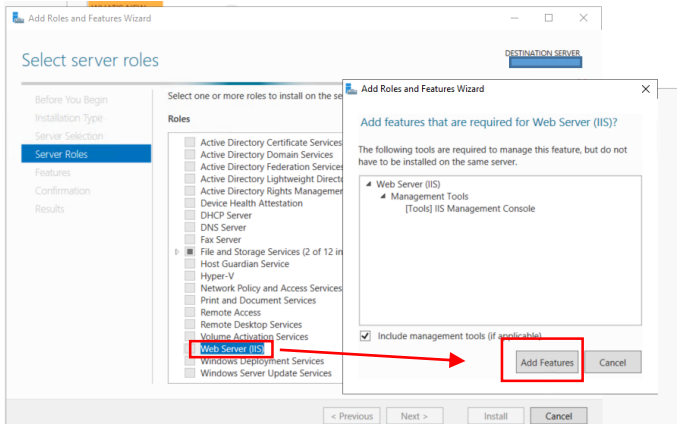 WHAT'S NEW
Add Roles and Features Wizard
Select server roles
DESTINATION SERVER
Before You Begin
Installation Type
Server Selection
Server Roles
Features
Confirmation
Results
Select one or more roles to install on the se
Roles
Active Directory Certificate Services
Active Directory Domain Services
Active Directory Federation Services
Active Directory Lightweight Direct
Active Directory Rights Managemer
Device Health Attestation
DHCP Server
DNS Server
Fax Server
File and Storage Services (2 of 12 in
Host Guardian Service
Hyper-V
Network Policy and Access Services
Print and Document Services
Remote Access
Remote Desktop Services
Volume Activation Services
Web Server (IIS)
Windows Deployment Services
Windows Server Update Services
< Previous
Next >
Install
Cancel
Add Roles and Features Wizard
Add features that are required for Web Server (IIS)?
The following tools are required to manage this feature, but do not
have to be installed on the same server.
Web Server (IIS)
Management Tools
[Tools] IIS Management Console
Include management tools (if applicable)
Add Features
Cancel